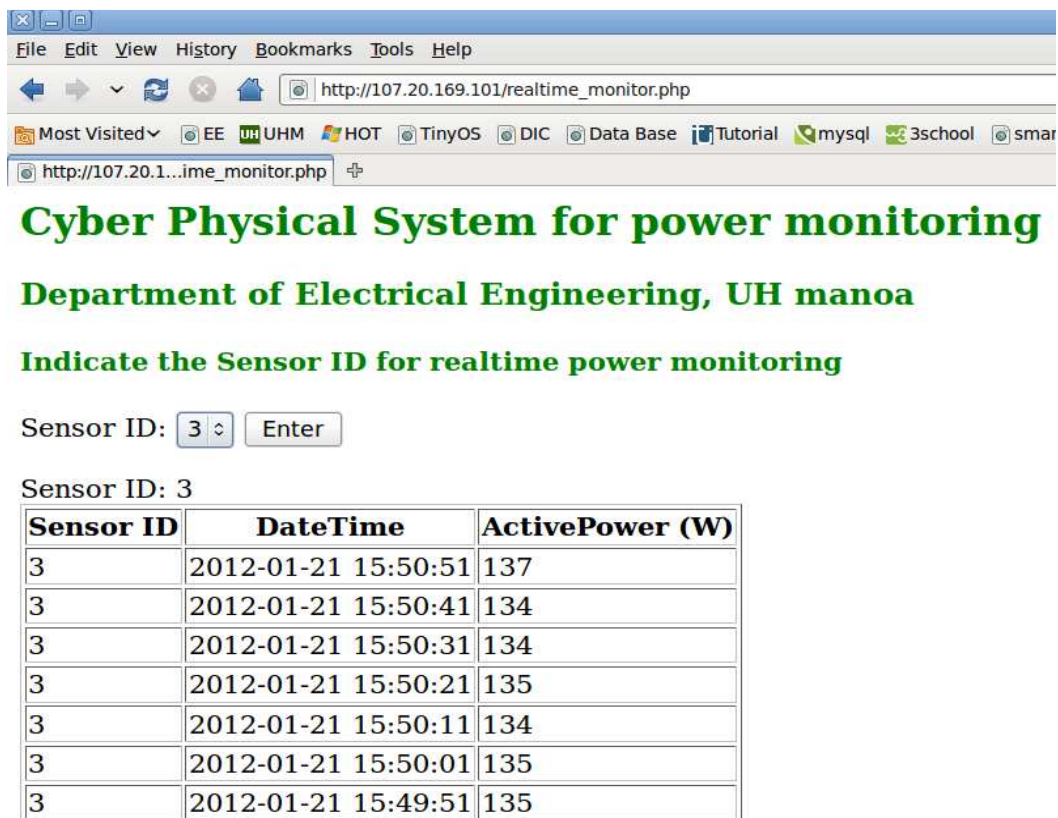 File Edit View History Bookmarks Tools Help
http://107.20.169.101/realtime_monitor.php
Most Visited EE UH UHM HOT TinyOS DIC Data Base Tutorial mysql 3school smar
http://107.20.1...ime_monitor.php
Cyber Physical System for power monitoring
Department of Electrical Engineering, UH manoa
Indicate the Sensor ID for realtime power monitoring
Sensor ID: 3 Enter
Sensor ID: 3
Sensor ID DateTime ActivePower (W)
3 2012-01-21 15:50:51 137
3 2012-01-21 15:50:41 134
3 2012-01-21 15:50:31 134
3 2012-01-21 15:50:21 135
3 2012-01-21 15:50:11 134
3 2012-01-21 15:50:01 135
3 2012-01-21 15:49:51 135